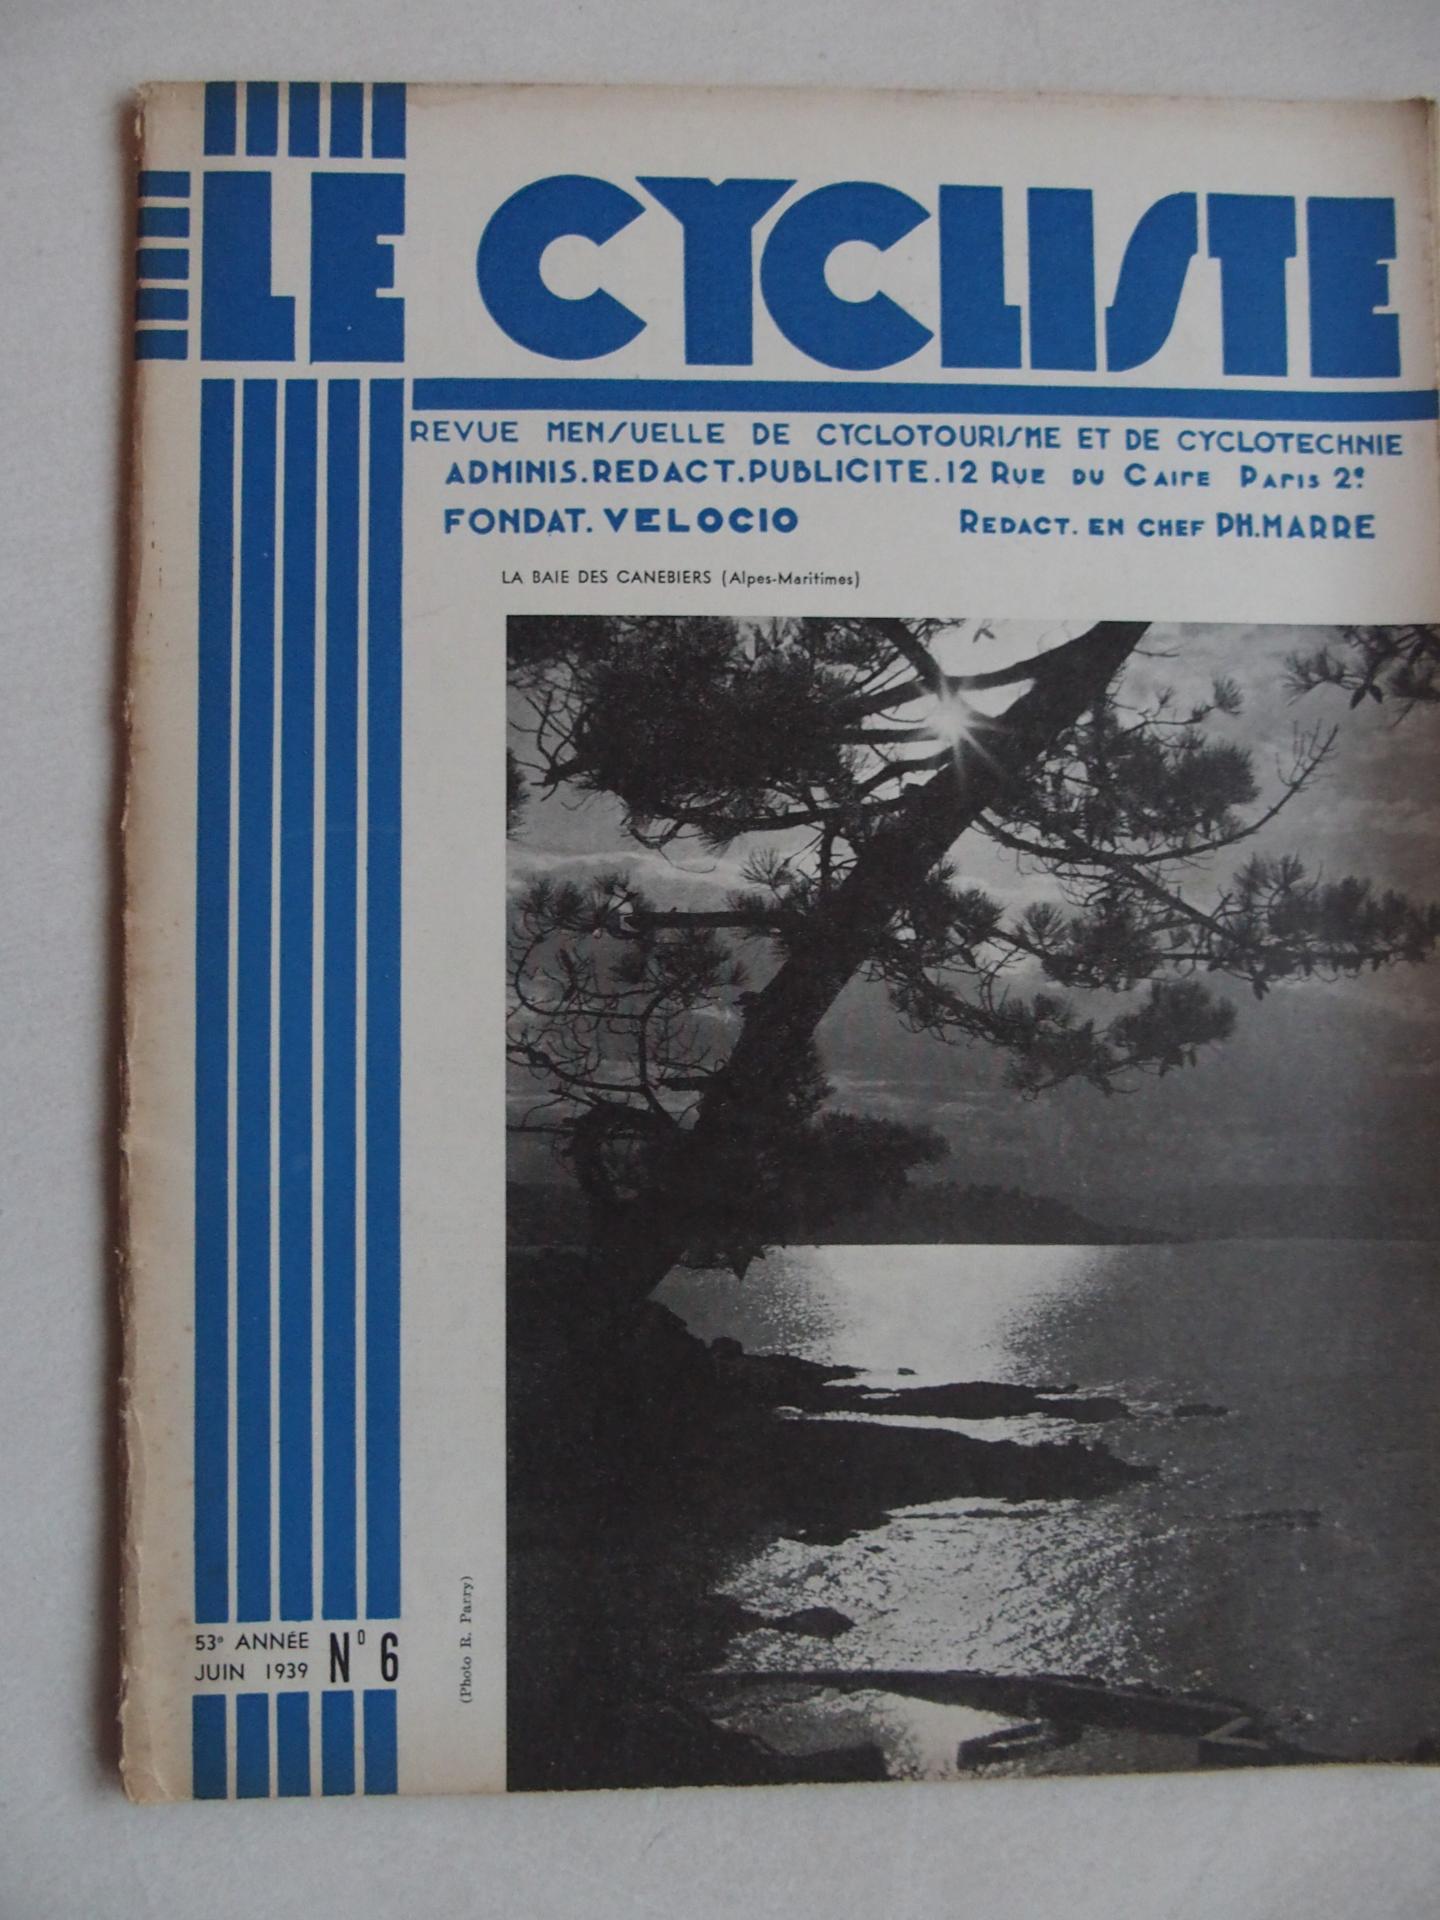 LE CYCLISTE
REVUE MENSUELLE DE CYCLOTOURISME ET DE CYCLOTECHNIE
ADMINIS.REDACT.PUBLICITE.12 RUE DU CAIRE PARIS 2e
FONDAT. VELOCIO REDACT. EN CHEF PH.MARRE
LA BAIE DES CANEBIERS (Alpes-Maritimes)
(Photo R. Parry)
53e ANNÉE
JUIN 1939 No 6